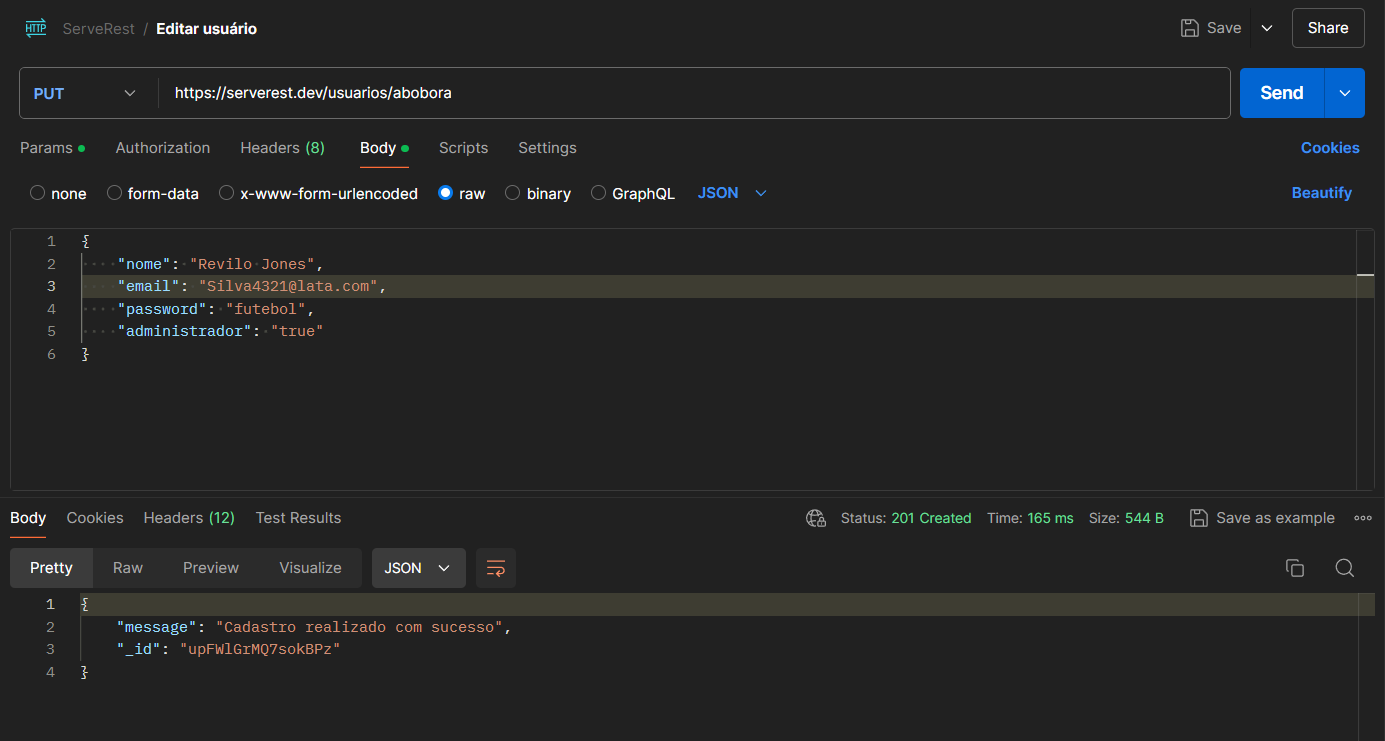 HTTP ServeRest / Editar usuário Save Share
PUT https://serverest.dev/usuarios/abobora Send
Params Authorization Headers (8) Body Scripts Settings Cookies
none form-data x-www-form-urlencoded raw binary GraphQL JSON Beautify
1 {
2 "nome": "Revilo Jones",
3 "email": "Silva4321@lata.com",
4 "password": "futebol",
5 "administrador": "true"
6 }
Body Cookies Headers (12) Test Results Status: 201 Created Time: 165 ms Size: 544 B Save as example
Pretty Raw Preview Visualize JSON
1 {
2 "message": "Cadastro realizado com sucesso",
3 "_id": "upFWlGrMQ7sokBPz"
4 }